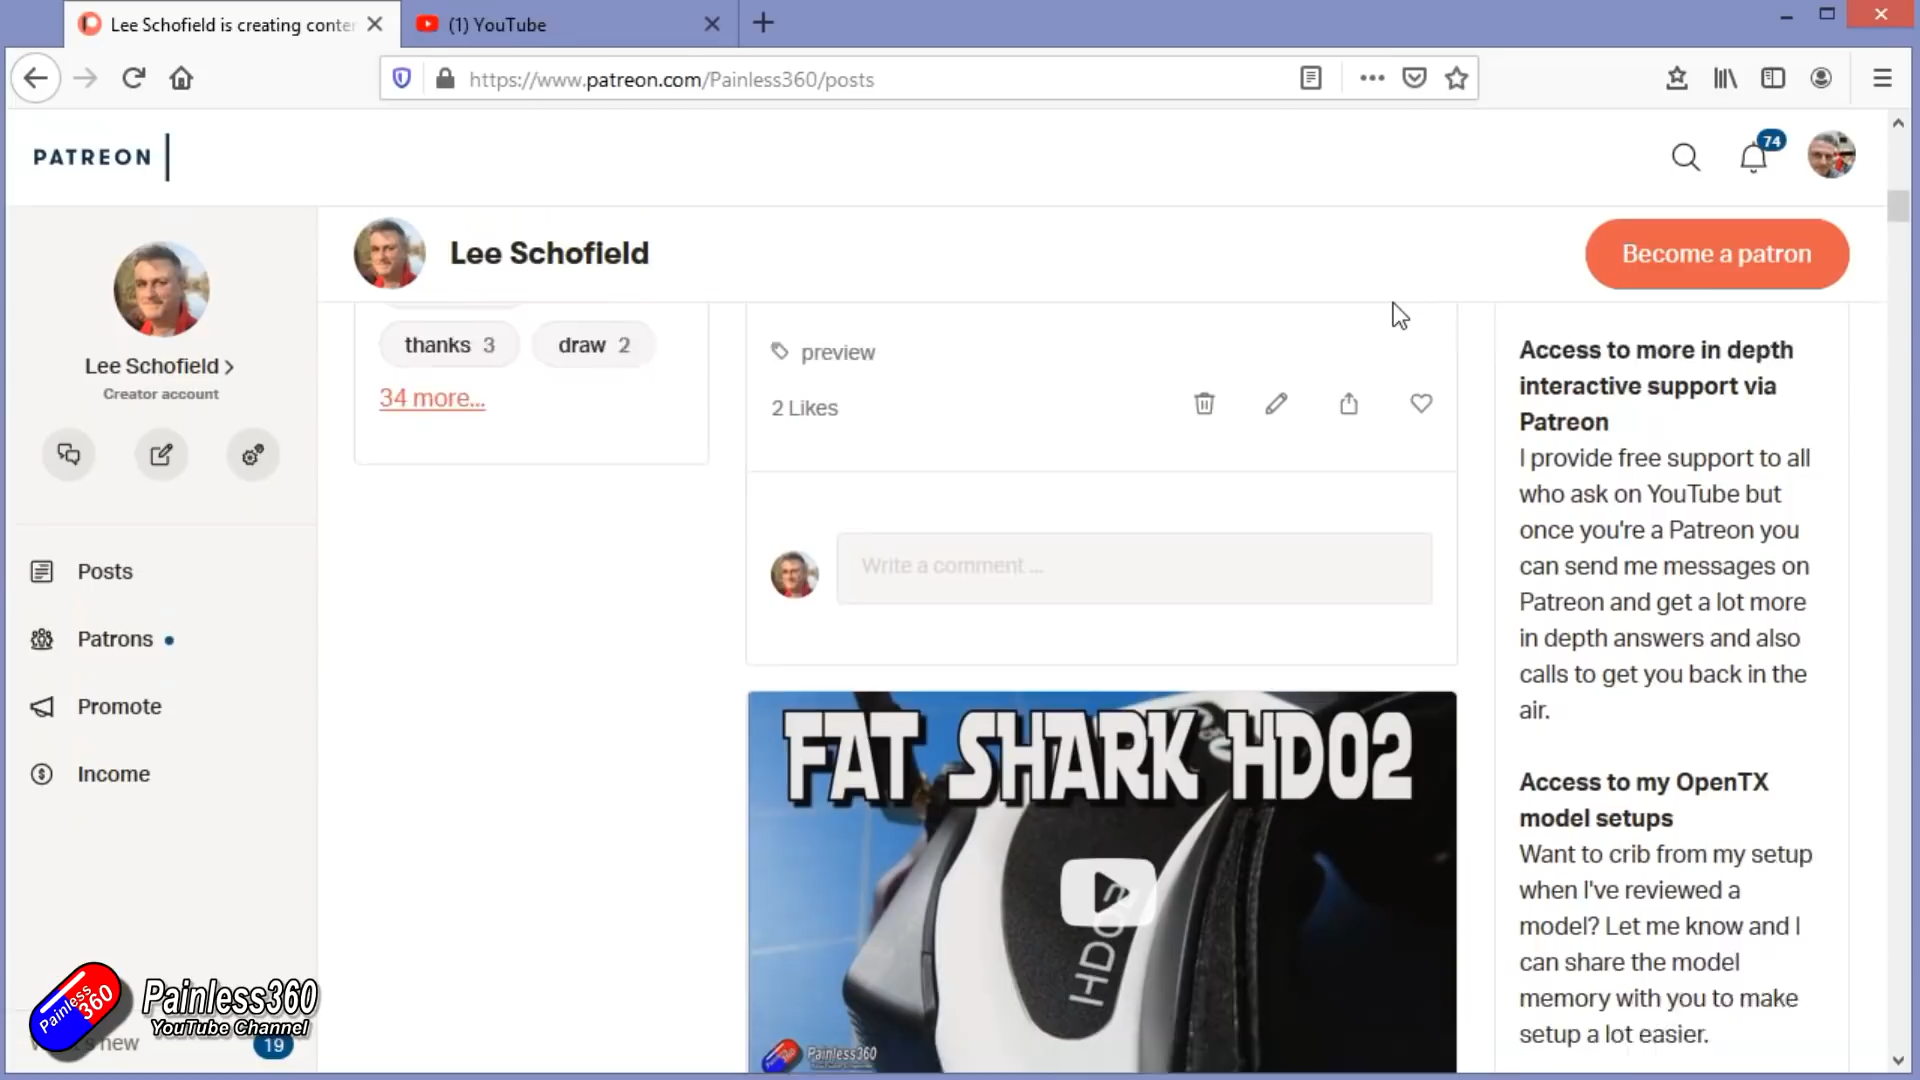 Lee Schofield is creating conter
(1) YouTube
https://www.patreon.com/Painless360/posts
PATREON
74
Lee Schofield
Become a patron
Lee Schofield
Creator account
Posts
Patrons
Promote
Income
19
thanks 3
draw 2
34 more...
preview
2 Likes
Write a comment ...
FAT SHARK HD02
HD02
Painless360
Access to more in depth
interactive support via
Patreon
I provide free support to all
who ask on YouTube but
once you're a Patreon you
can send me messages on
Patreon and get a lot more
in depth answers and also
calls to get you back in the
air.
Access to my OpenTX
model setups
Want to crib from my setup
when I've reviewed a
model? Let me know and I
can share the model
memory with you to make
setup a lot easier.
Painless360
Painless360
YouTube Channel